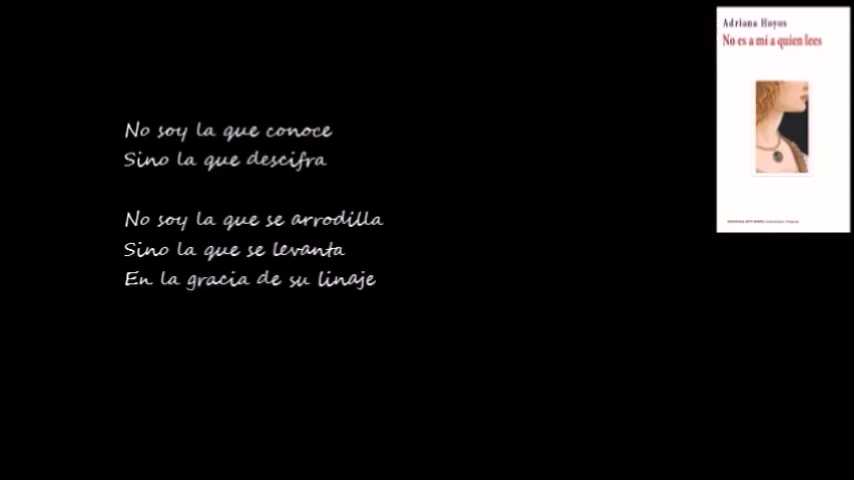 Adriana Hoyos
No es a mí a quien lees
No soy la que conoce
Sino la que descifra
No soy la que se arrodilla
Sino la que se levanta
En la gracia de su linaje